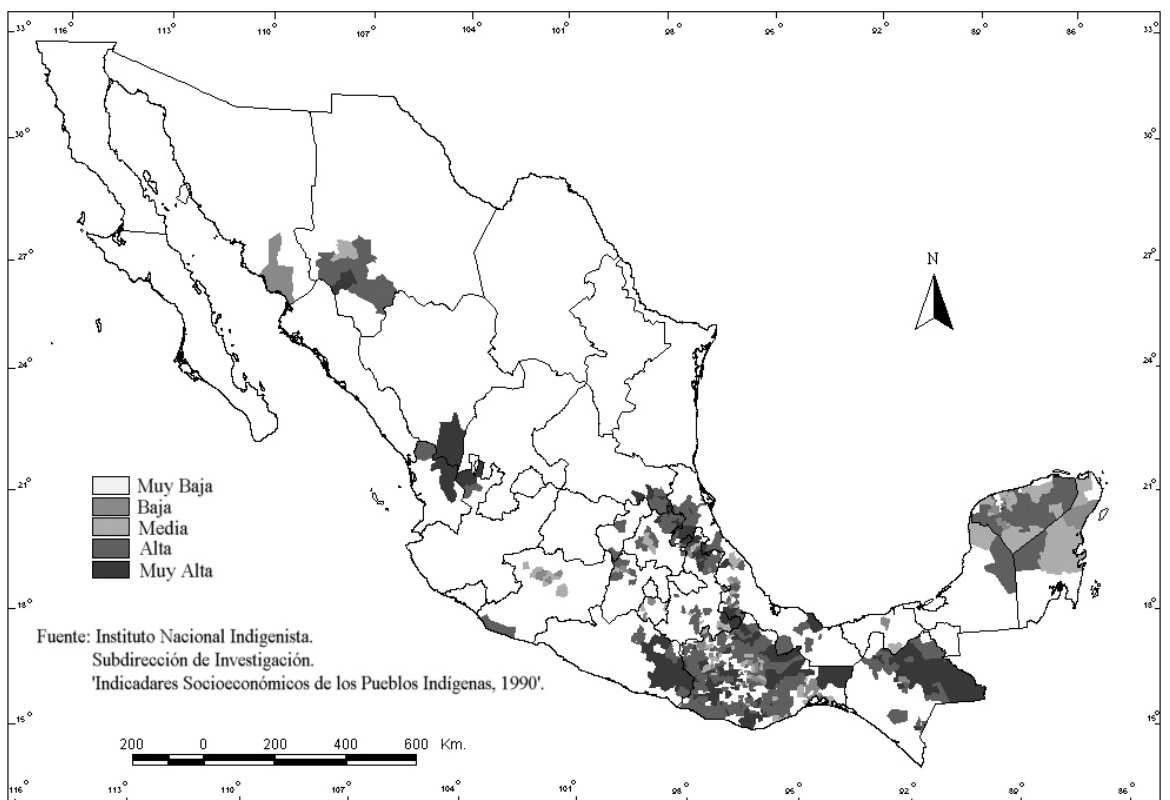 116° 113° 110° 107° 104° 101° 98° 95° 92° 89° 86°
33° 33°
30° 30°
27° 27°
N
24° 24°
21° 21°
Muy Baja
Baja
Media
Alta
Muy Alta
18° 18°
Fuente: Instituto Nacional Indigenista.
Subdirección de Investigación.
'Indicadares Socioeconómicos de los Pueblos Indígenas, 1990'.
15° 15°
200 0 200 400 600 Km.
116° 113° 110° 107° 104° 101° 98° 95° 92° 89° 86°